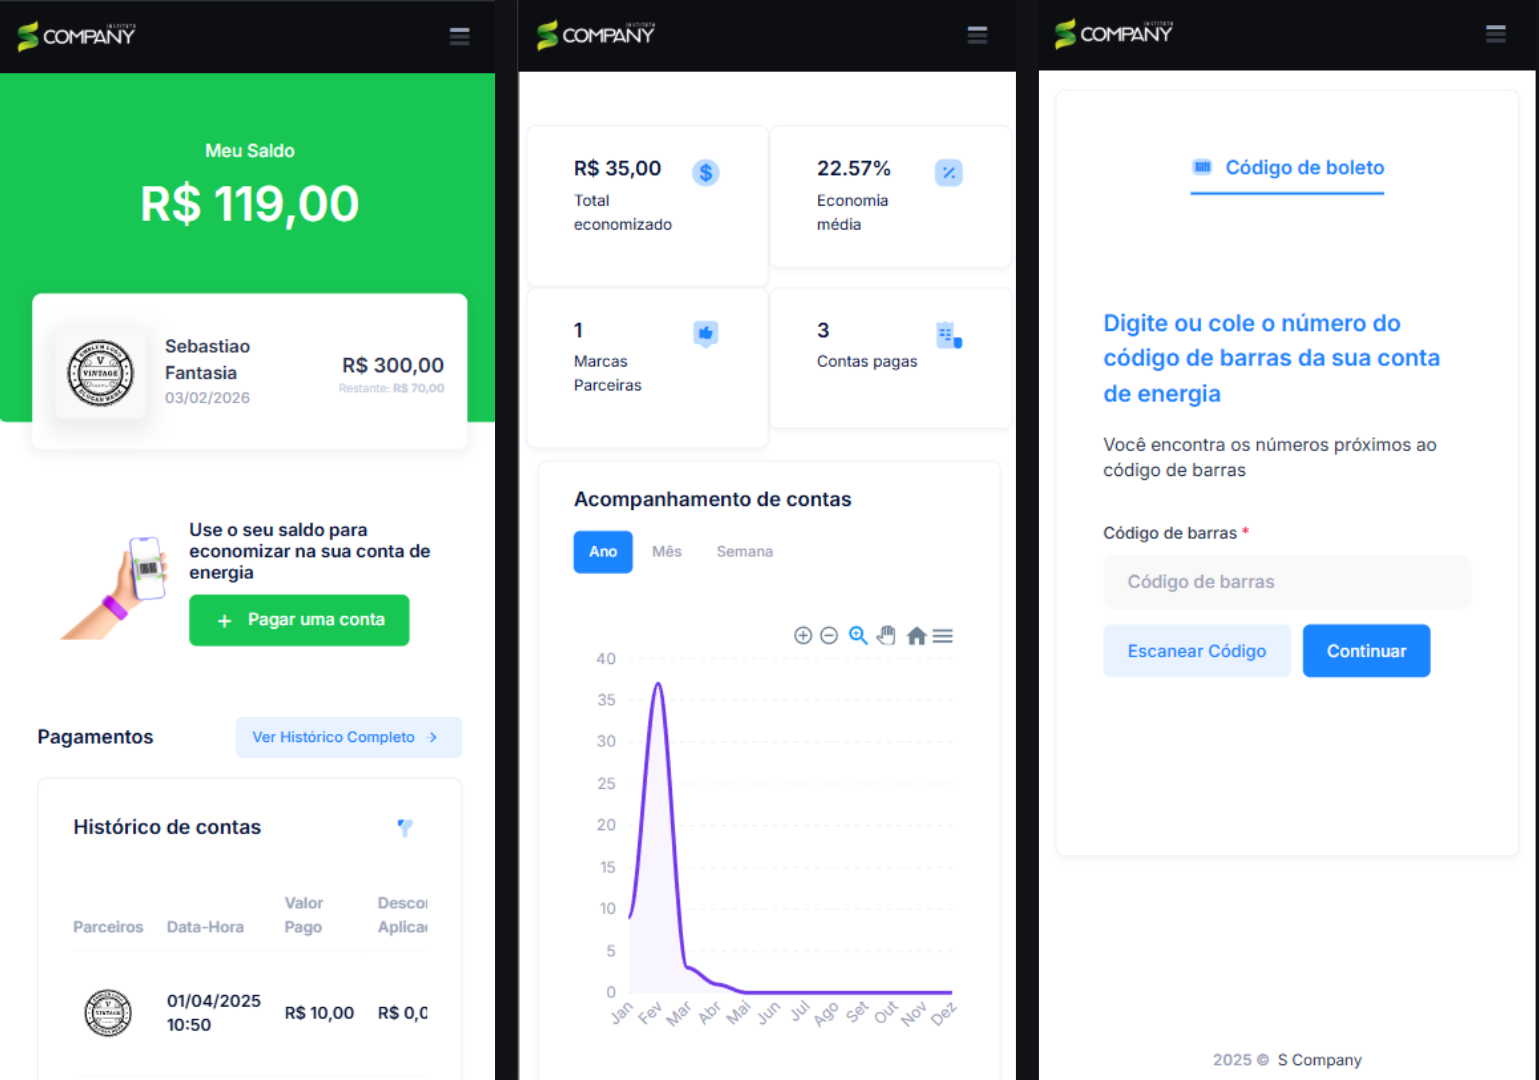 INSTITUTO
COMPANY
Meu Saldo
R$ 119,00
Sebastiao
Fantasia
03/02/2026
R$ 300,00
Restante: R$ 70,00
VINTAGE
Use o seu saldo para
economizar na sua conta de
energia
+ Pagar uma conta
Pagamentos
Ver Histórico Completo →
Histórico de contas
Parceiros
Data-Hora
Valor
Pago
Descon
Aplicad
01/04/2025
10:50
R$ 10,00
R$ 0,0
INSTITUTO
COMPANY
R$ 35,00
Total
economizado
22.57%
Economia
média
1
Marcas
Parceiras
3
Contas pagas
Acompanhamento de contas
Ano
Mês
Semana
40
35
30
25
20
15
10
5
0
Jan
Fev
Mar
Abr
Mai
Jun
Jul
Ago
Set
Out
Nov
Dez
INSTITUTO
COMPANY
Código de boleto
Digite ou cole o número do
código de barras da sua conta
de energia
Você encontra os números próximos ao
código de barras
Código de barras *
Código de barras
Escanear Código
Continuar
2025 © S Company